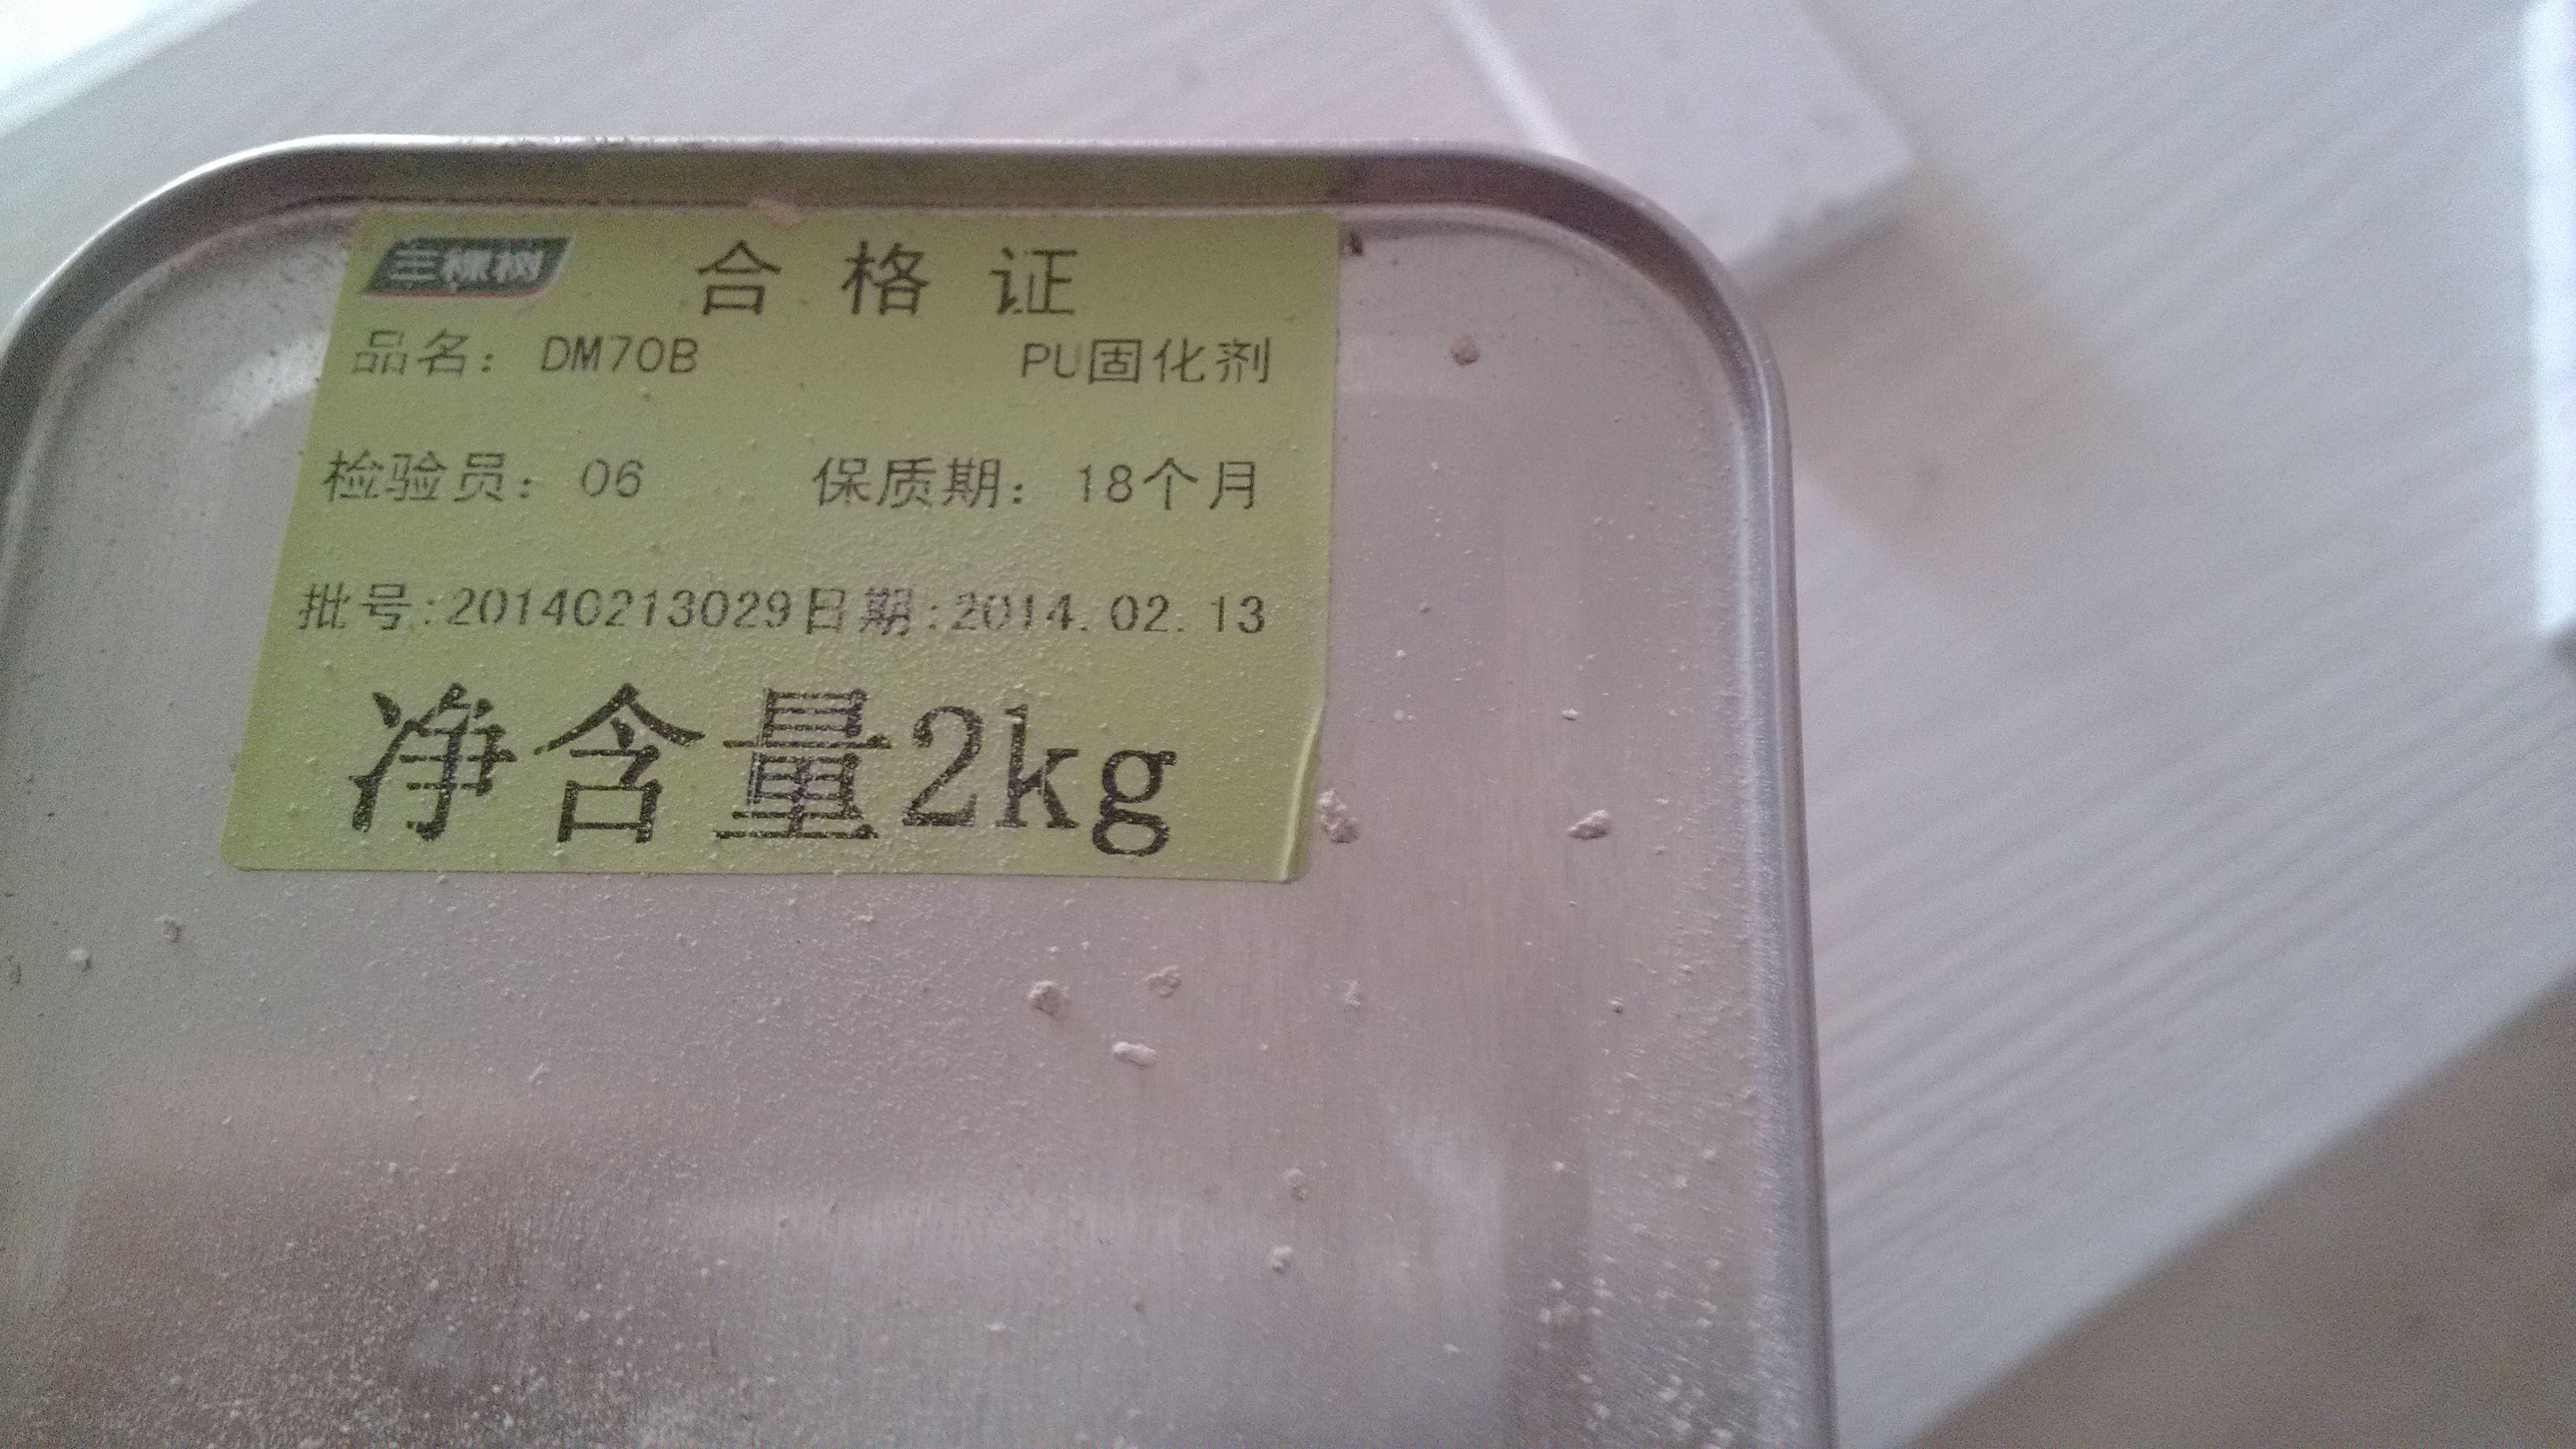 三棵树 合格证
品名：DM70B PU固化剂
检验员：06 保质期：18个月
批号:20140213029日期:2014.02.13
净含量2kg